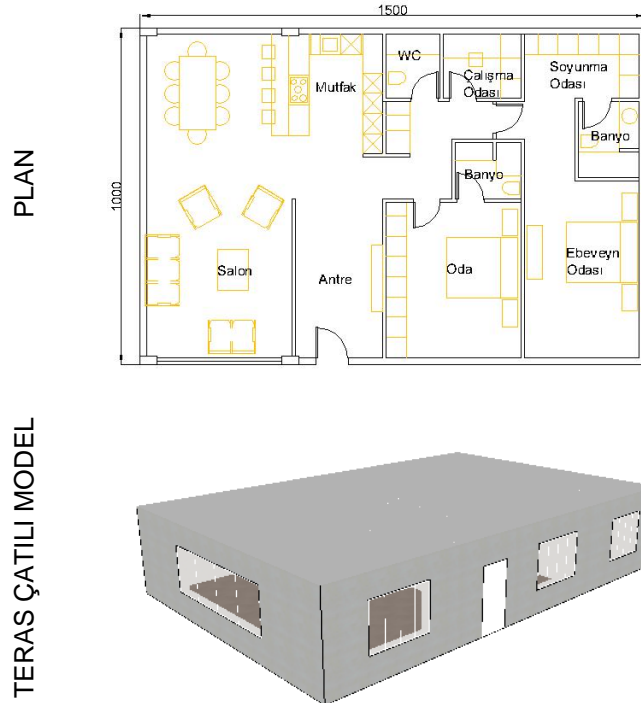 PLAN
1500
1000
WC
Mutfak
Çalışma
Odası
Soyunma
Odası
Banyo
Banyo
Salon
Antre
Oda
Ebeveyn
Odası
TERAS ÇATILI MODEL